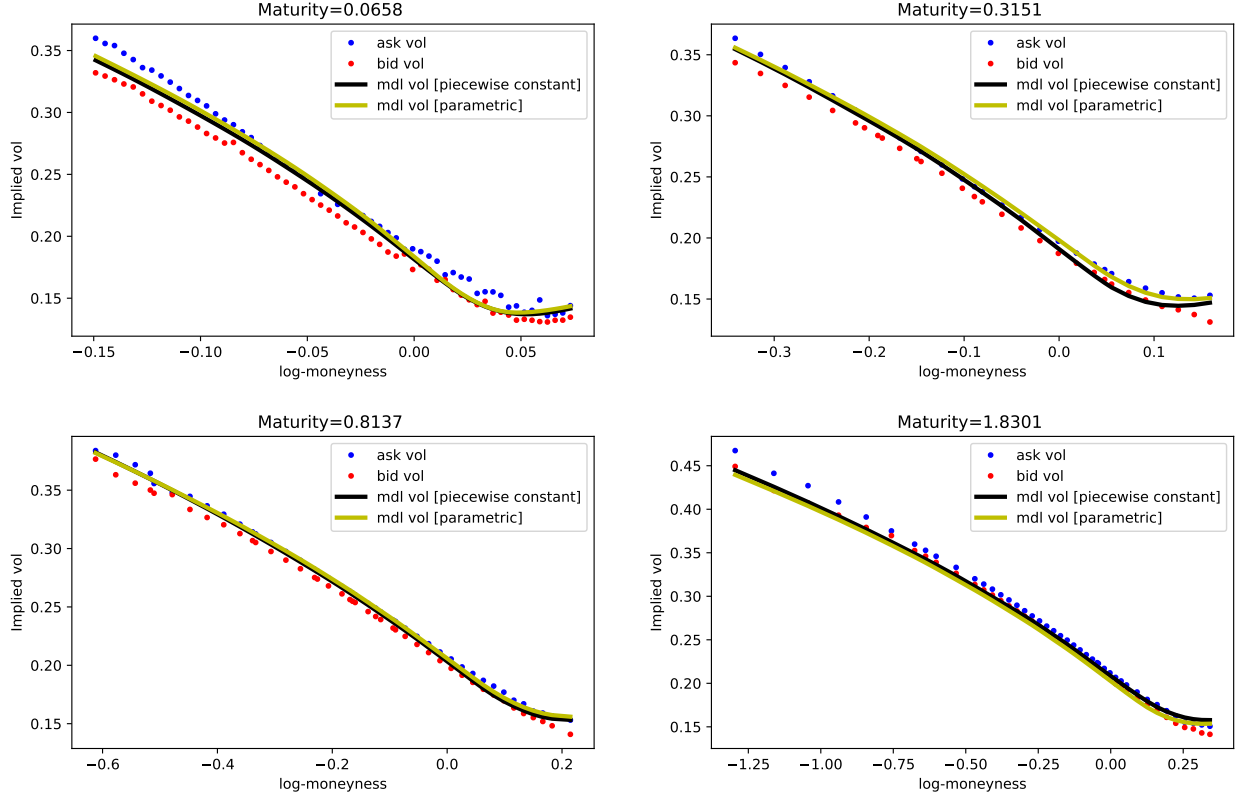 Maturity=0.0658
Implied vol
0.35
0.30
0.25
0.20
0.15
ask vol
bid vol
mdl vol [piecewise constant]
mdl vol [parametric]
−0.15
−0.10
−0.05
0.00
0.05
log-moneyness
Maturity=0.3151
Implied vol
0.35
0.30
0.25
0.20
0.15
ask vol
bid vol
mdl vol [piecewise constant]
mdl vol [parametric]
−0.3
−0.2
−0.1
0.0
0.1
log-moneyness
Maturity=0.8137
Implied vol
0.35
0.30
0.25
0.20
0.15
ask vol
bid vol
mdl vol [piecewise constant]
mdl vol [parametric]
−0.6
−0.4
−0.2
0.0
0.2
log-moneyness
Maturity=1.8301
Implied vol
0.45
0.40
0.35
0.30
0.25
0.20
0.15
ask vol
bid vol
mdl vol [piecewise constant]
mdl vol [parametric]
−1.25
−1.00
−0.75
−0.50
−0.25
0.00
0.25
log-moneyness